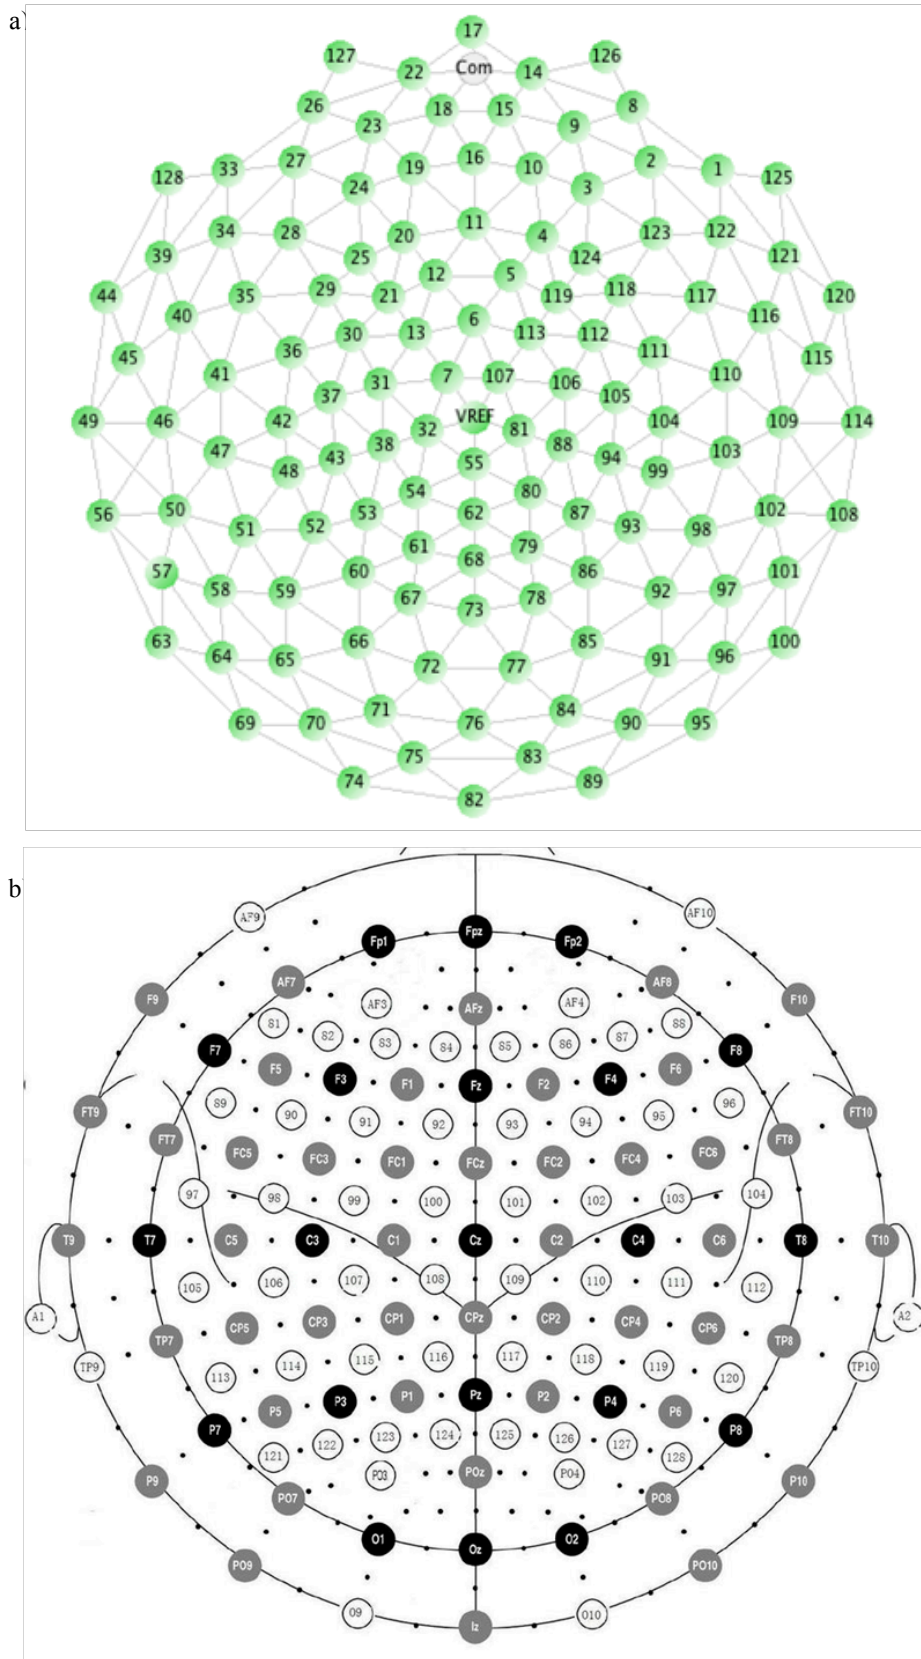 a)
17
127 126
22 Com 14
26 18 15 8
23 9
27 19 16 10 2
128 33 24 3 1 125
34 28 20 11 4 123 122
39 25 124 121
12 5
44 35 29 21 119 118 117 120
40 6 116
30 13 113 112
45 36 111 115
41 31 7 107 106 110
37 105
49 46 42 32 VREF 81 104 109 114
47 43 38 88 94 103
48 55 99
54 80
56 50 53 62 87 102 108
51 52 93 98
61 79
57 60 68 86 101
58 59 92 97
67 73 78
63 66 85 100
64 65 72 77 91 96
71 84
69 70 76 90 95
75 83
74 89
82
b)
AF9 AF10
Fp1 Fpz Fp2
AF7 AF8
F9 AF3 AFz AF4 F10
81 82 83 84 85 86 87 88
F7 F8
F5 F3 F1 Fz F2 F4 F6
89 90 91 92 93 94 95 96
FT9 FT10
FT7 FT8
FC5 FC3 FC1 FCz FC2 FC4 FC6
97 98 99 100 101 102 103 104
T9 T7 C5 C3 C1 Cz C2 C4 C6 T8 T10
105 106 107 108 109 110 111 112
A1 CP5 CP3 CP1 CPz CP2 CP4 CP6 A2
TP7 TP8
TP9 113 114 115 116 117 118 119 120 TP10
P5 P3 P1 Pz P2 P4 P6
P7 P8
121 122 123 124 125 126 127 128
P9 PO3 POz PO4 P10
PO7 PO8
O1 Oz O2
PO9 PO10
O9 Iz O10